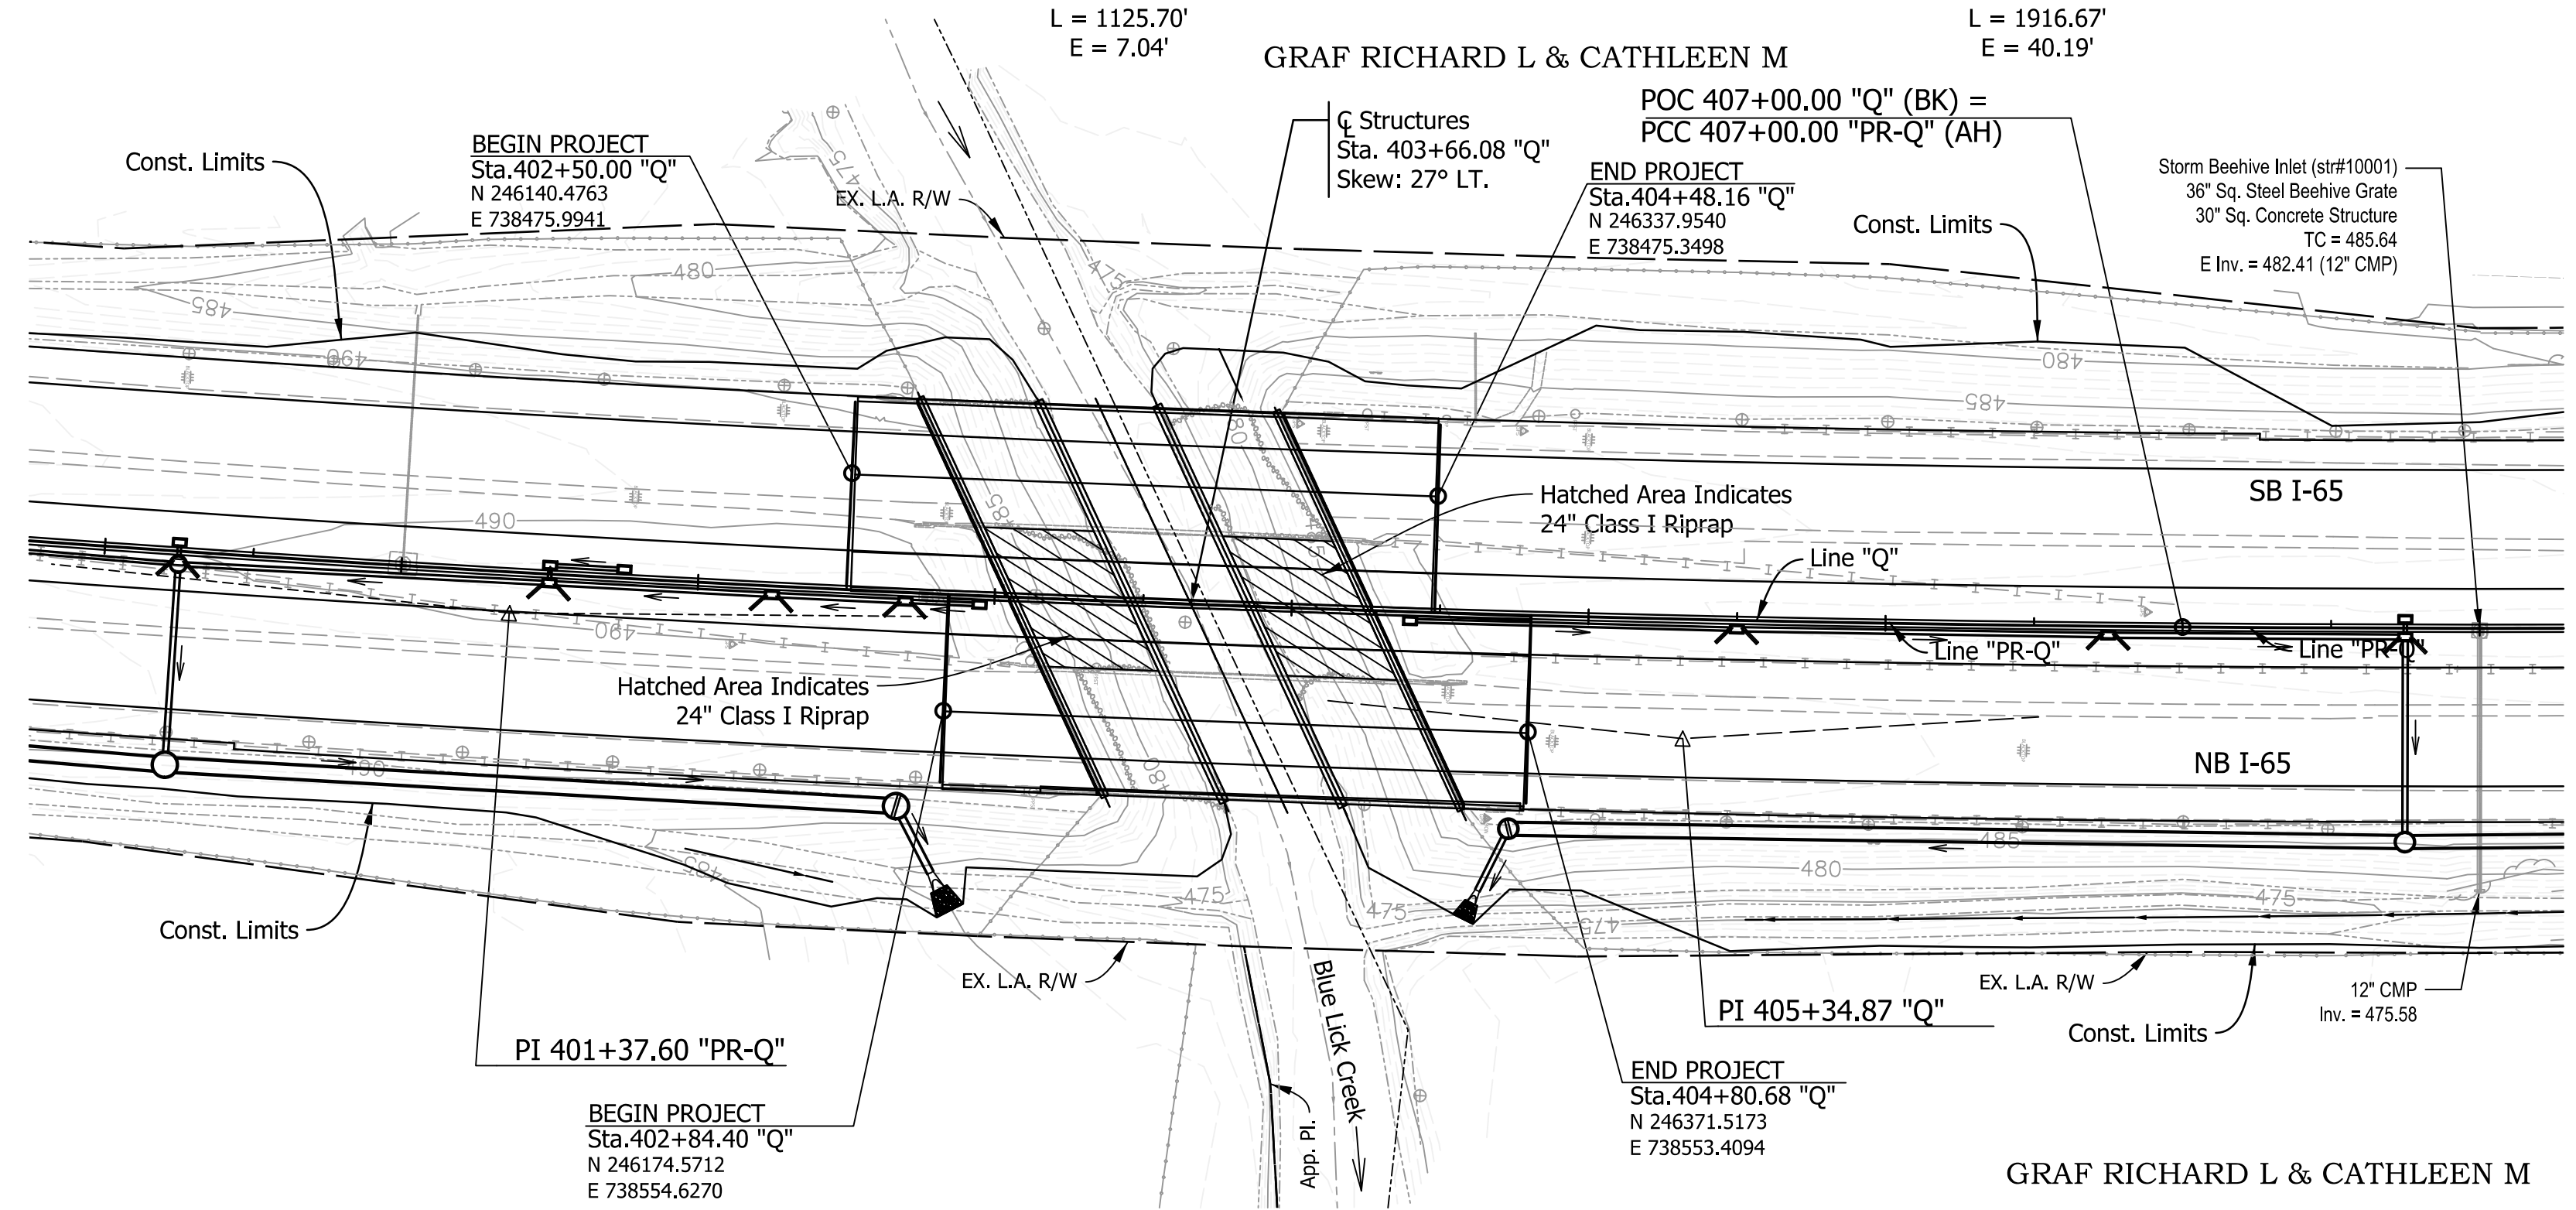 L = 1125.70'
E = 7.04'
L = 1916.67'
E = 40.19'
GRAF RICHARD L & CATHLEEN M
POC 407+00.00 "Q" (BK) =
PCC 407+00.00 "PR-Q" (AH)
℄ Structures
Sta. 403+66.08 "Q"
Skew: 27° LT.
BEGIN PROJECT
Sta.402+50.00 "Q"
N 246140.4763
E 738475.9941
Const. Limits
END PROJECT
Sta.404+48.16 "Q"
N 246337.9540
E 738475.3498
Const. Limits
Storm Beehive Inlet (str#10001)
36" Sq. Steel Beehive Grate
30" Sq. Concrete Structure
TC = 485.64
E Inv. = 482.41 (12" CMP)
EX. L.A. R/W
475
475
480
485
490
480
485
480
SB I-65
Hatched Area Indicates
24" Class I Riprap
485
490
Line "Q"
490
Line "PR-Q"
Line "PR-Q"
Hatched Area Indicates
24" Class I Riprap
NB I-65
490
480
485
485
480
475
475
475
475
Const. Limits
EX. L.A. R/W
Blue Lick Creek
EX. L.A. R/W
12" CMP
Inv. = 475.58
PI 405+34.87 "Q"
Const. Limits
PI 401+37.60 "PR-Q"
END PROJECT
Sta.404+80.68 "Q"
N 246371.5173
E 738553.4094
BEGIN PROJECT
Sta.402+84.40 "Q"
N 246174.5712
E 738554.6270
App. Pl.
GRAF RICHARD L & CATHLEEN M